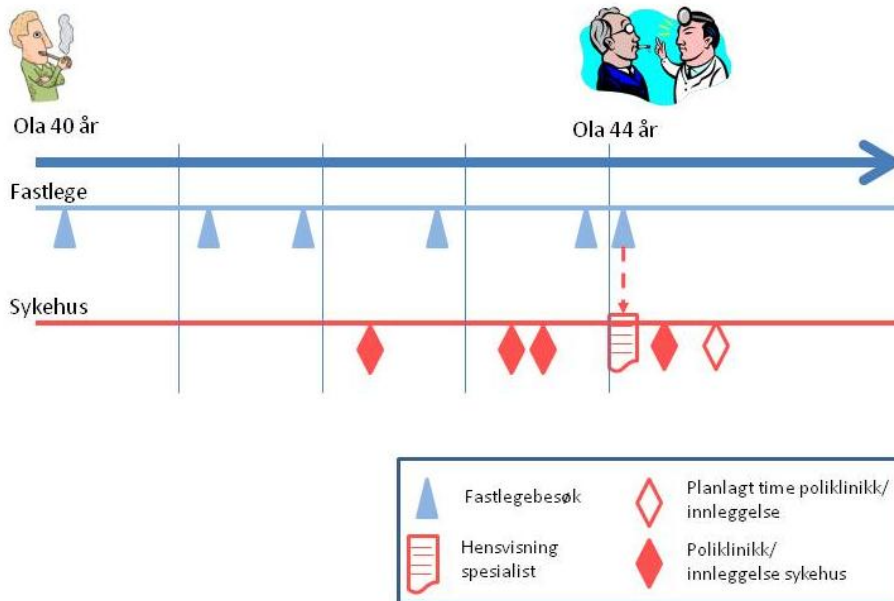 Ola 40 år
Ola 44 år
Fastlege
Sykehus
Fastlegebesøk
Planlagt time poliklinikk/
innleggelse
Hensvisning
spesialist
Poliklinikk/
innleggelse sykehus